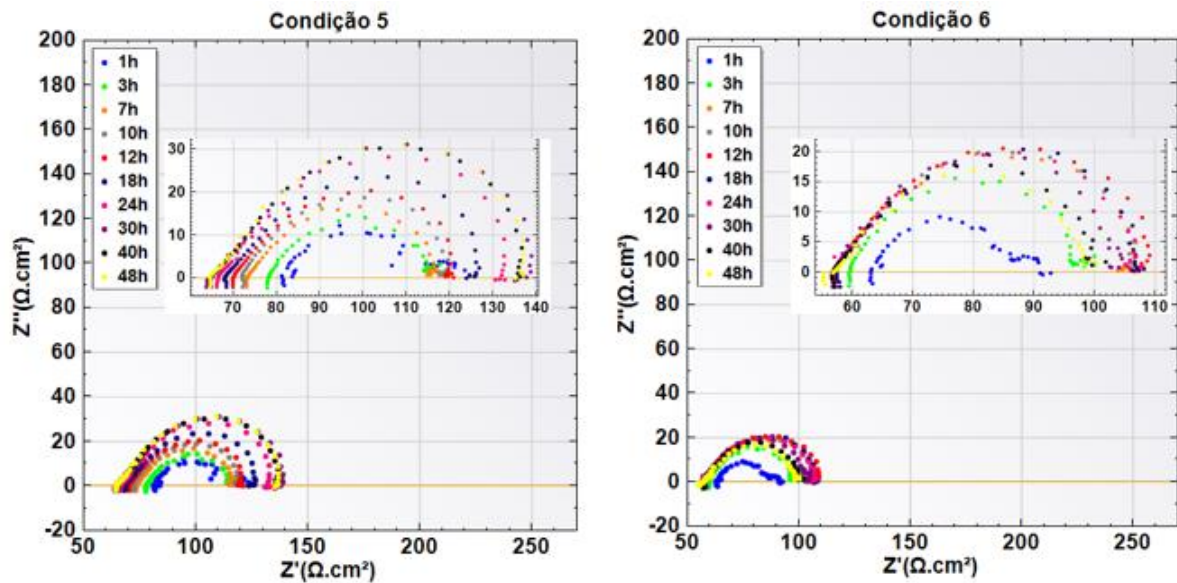 Condição 5
200
180
160
140
120
100
80
60
40
20
0
-20
Z''(Ω.cm²)
1h
3h
7h
10h
12h
18h
24h
30h
40h
48h
30
20
10
0
70 80 90 100 110 120 130 140
50 100 150 200 250
Z'(Ω.cm²)
Condição 6
200
180
160
140
120
100
80
60
40
20
0
-20
Z''(Ω.cm²)
1h
3h
7h
10h
12h
18h
24h
30h
40h
48h
20
15
10
5
0
60 70 80 90 100 110
50 100 150 200 250
Z'(Ω.cm²)